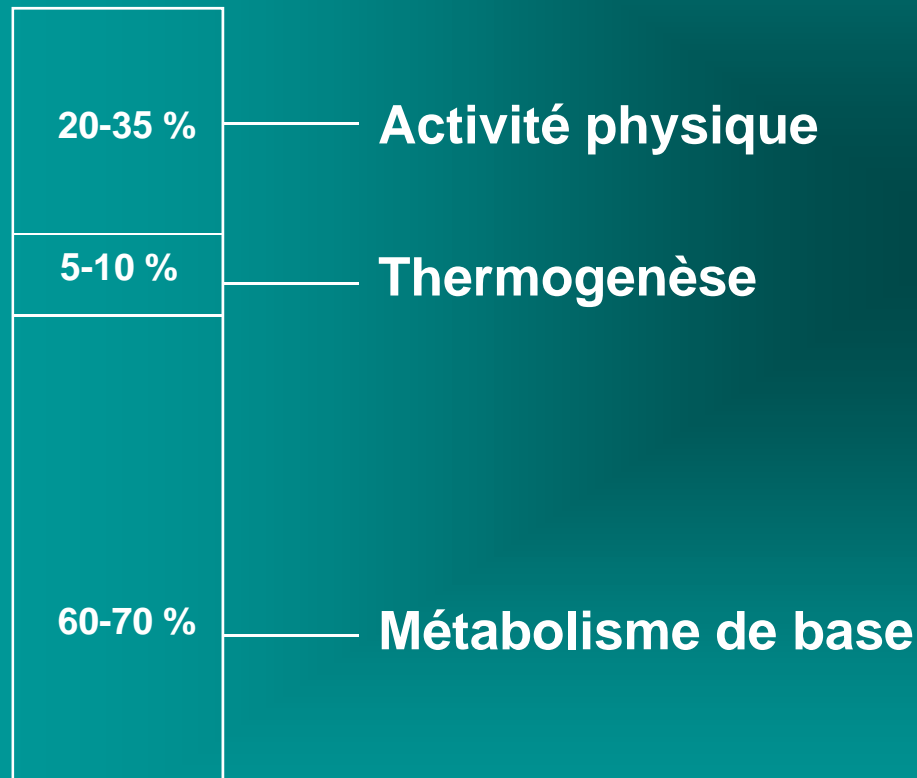 20-35 % Activité physique
5-10 % Thermogenèse
60-70 % Métabolisme de base